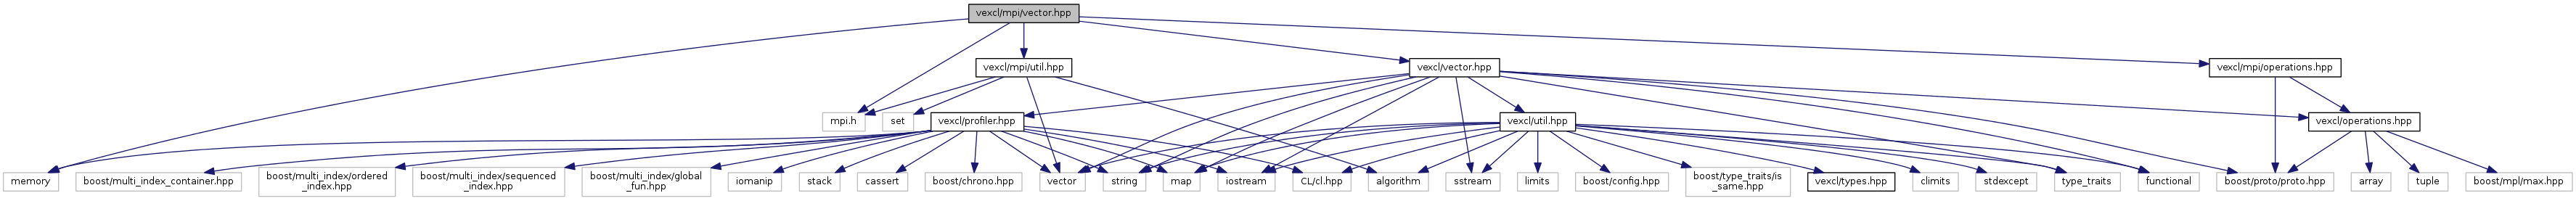 vexcl/mpi/vector.hpp
vexcl/mpi/util.hpp
vexcl/vector.hpp
vexcl/mpi/operations.hpp
mpi.h
set
vexcl/profiler.hpp
vexcl/util.hpp
vexcl/operations.hpp
memory
boost/multi_index_container.hpp
boost/multi_index/ordered
_index.hpp
boost/multi_index/sequenced
_index.hpp
boost/multi_index/global
_fun.hpp
iomanip
stack
cassert
boost/chrono.hpp
vector
string
map
iostream
CL/cl.hpp
algorithm
sstream
limits
boost/config.hpp
boost/type_traits/is
_same.hpp
vexcl/types.hpp
climits
stdexcept
type_traits
functional
boost/proto/proto.hpp
array
tuple
boost/mpl/max.hpp